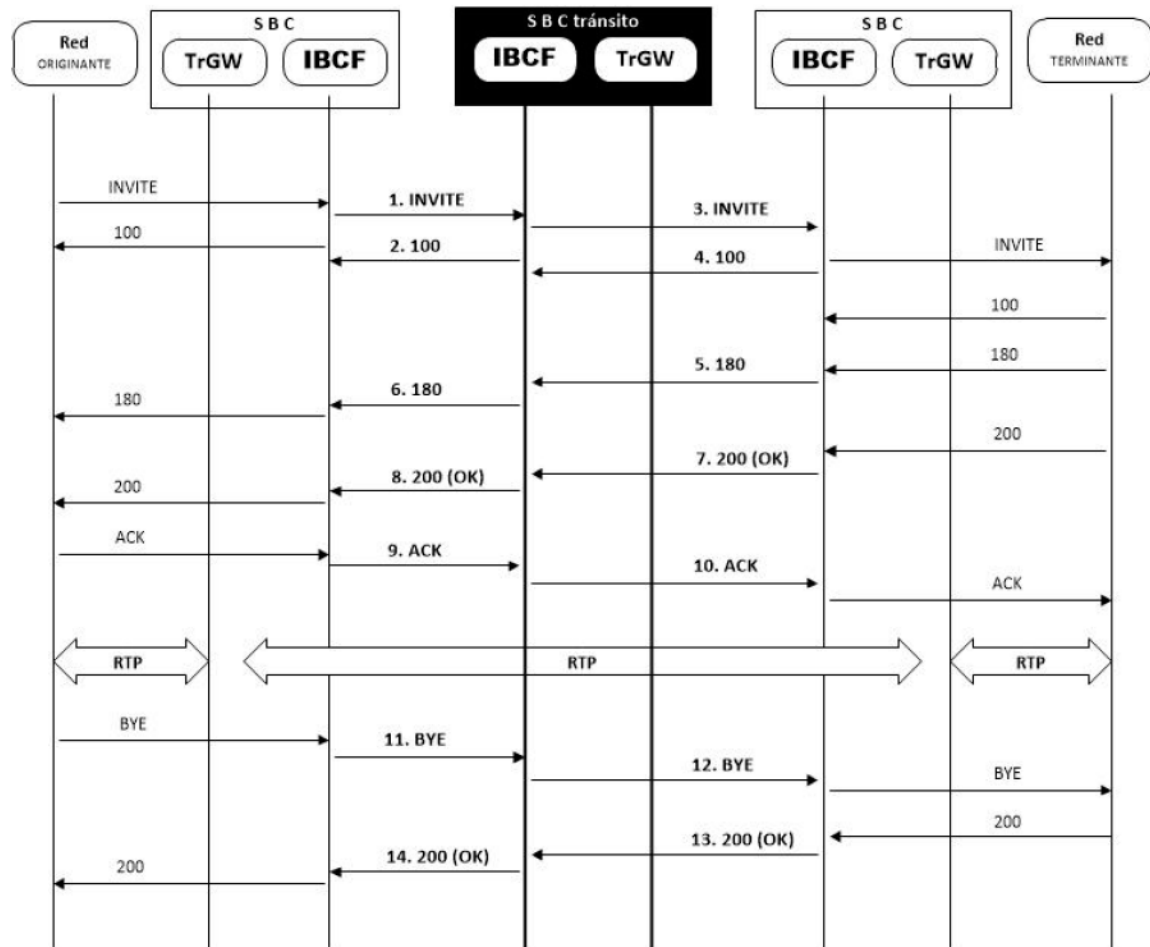 S B C
S B C tránsito
S B C
Red
ORIGINANTE
TrGW
IBCF
IBCF
TrGW
IBCF
TrGW
Red
TERMINANTE
INVITE
1. INVITE
3. INVITE
100
2. 100
4. 100
INVITE
100
180
5. 180
6. 180
180
200
7. 200 (OK)
8. 200 (OK)
200
ACK
9. ACK
10. ACK
ACK
RTP
RTP
RTP
BYE
11. BYE
12. BYE
BYE
200
13. 200 (OK)
14. 200 (OK)
200